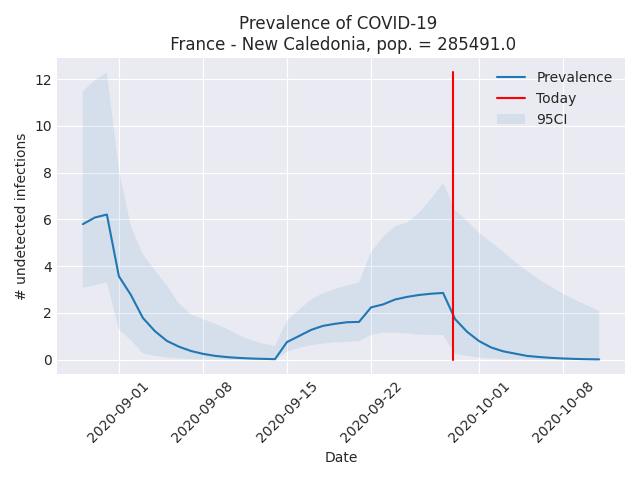 Prevalence of COVID-19
France - New Caledonia, pop. = 285491.0
Prevalence
Today
95CI
12
10
8
6
4
2
0
# undetected infections
2020-09-01
2020-09-08
2020-09-15
2020-09-22
2020-10-01
2020-10-08
Date